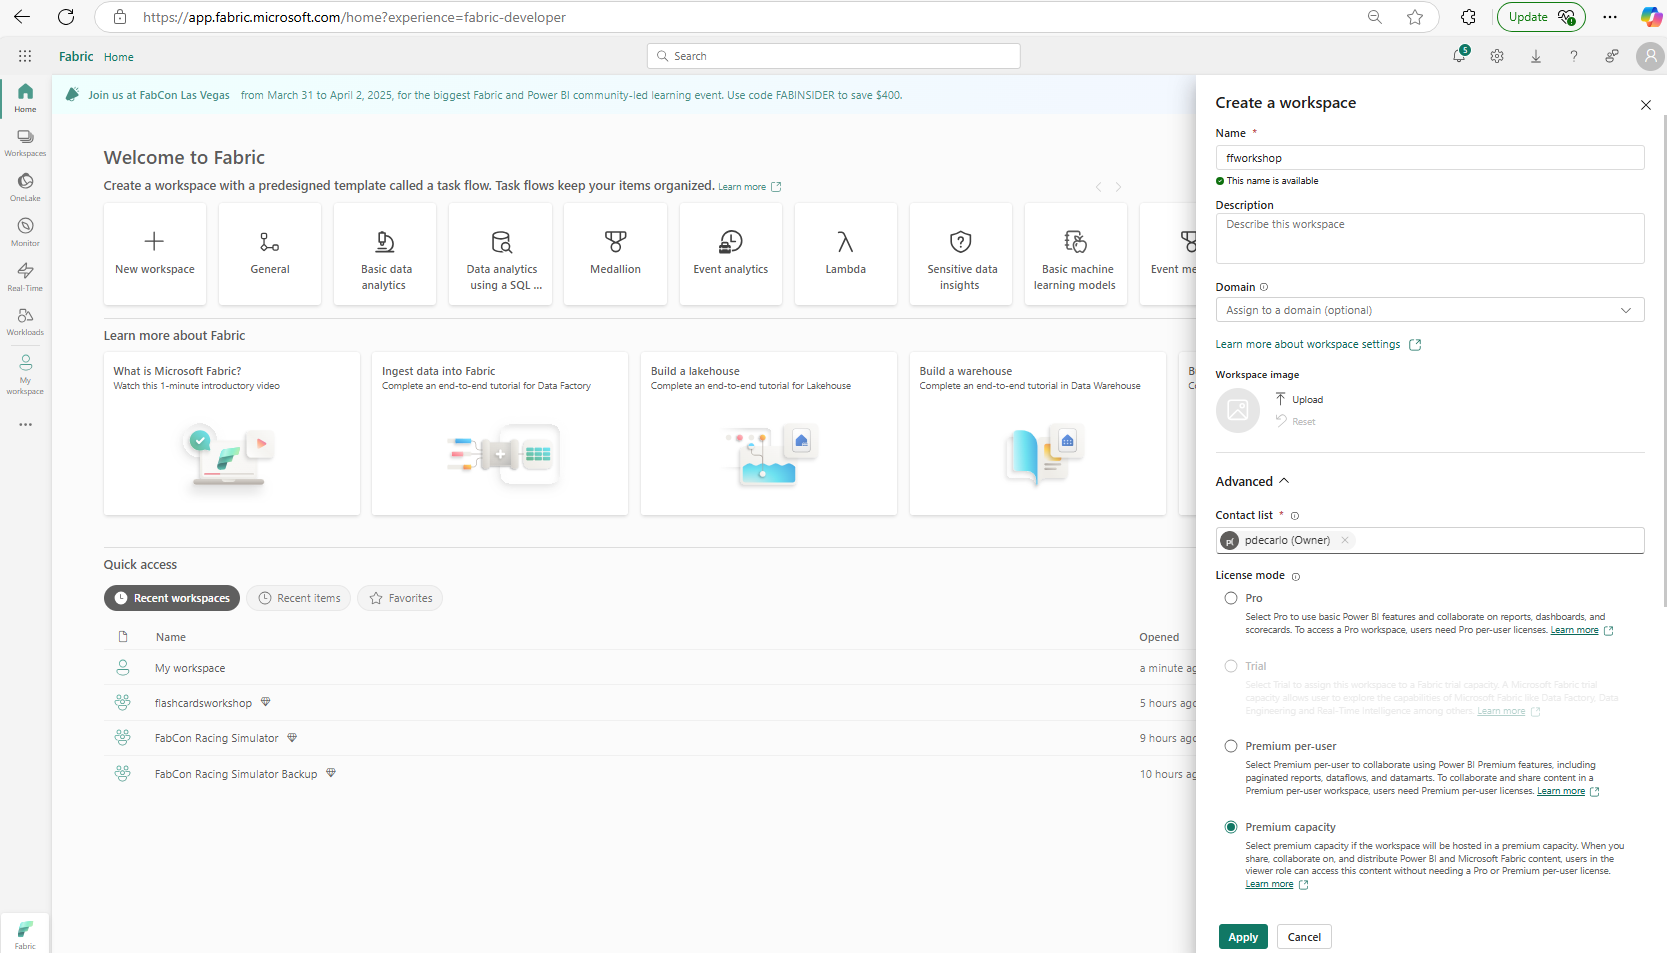 https://app.fabric.microsoft.com/home?experience=fabric-developer
Update
Fabric Home
Search
5
Home
Workspaces
OneLake
Monitor
Real-Time
Workloads
My
workspace
Fabric
Join us at FabCon Las Vegas from March 31 to April 2, 2025, for the biggest Fabric and Power BI community-led learning event. Use code FABINSIDER to save $400.
Welcome to Fabric
Create a workspace with a predesigned template called a task flow. Task flows keep your items organized. Learn more
New workspace
General
Basic data
analytics
Data analytics
using a SQL ...
Medallion
Event analytics
Lambda
Sensitive data
insights
Basic machine
learning models
Event me
Learn more about Fabric
What is Microsoft Fabric?
Watch this 1-minute introductory video
Ingest data into Fabric
Complete an end-to-end tutorial for Data Factory
Build a lakehouse
Complete an end-to-end tutorial for Lakehouse
Build a warehouse
Complete an end-to-end tutorial in Data Warehouse
B
C
Quick access
Recent workspaces
Recent items
Favorites
Name Opened
My workspace a minute ag
flashcardsworkshop 5 hours ago
FabCon Racing Simulator 9 hours ago
FabCon Racing Simulator Backup 10 hours ag
Create a workspace
Name *
ffworkshop
This name is available
Description
Describe this workspace
Domain
Assign to a domain (optional)
Learn more about workspace settings
Workspace image
Upload
Reset
Advanced
Contact list *
p( pdecarlo (Owner)
License mode
Pro
Select Pro to use basic Power BI features and collaborate on reports, dashboards, and
scorecards. To access a Pro workspace, users need Pro per-user licenses. Learn more
Trial
Select Trial to assign this workspace to a Fabric trial capacity. A Microsoft Fabric trial
capacity allows user to explore the capabilities of Microsoft Fabric like Data Factory, Data
Engineering and Real-Time Intelligence among others. Learn more
Premium per-user
Select Premium per-user to collaborate using Power BI Premium features, including
paginated reports, dataflows, and datamarts. To collaborate and share content in a
Premium per-user workspace, users need Premium per-user licenses. Learn more
Premium capacity
Select premium capacity if the workspace will be hosted in a premium capacity. When you
share, collaborate on, and distribute Power BI and Microsoft Fabric content, users in the
viewer role can access this content without needing a Pro or Premium per-user license.
Learn more
Apply
Cancel